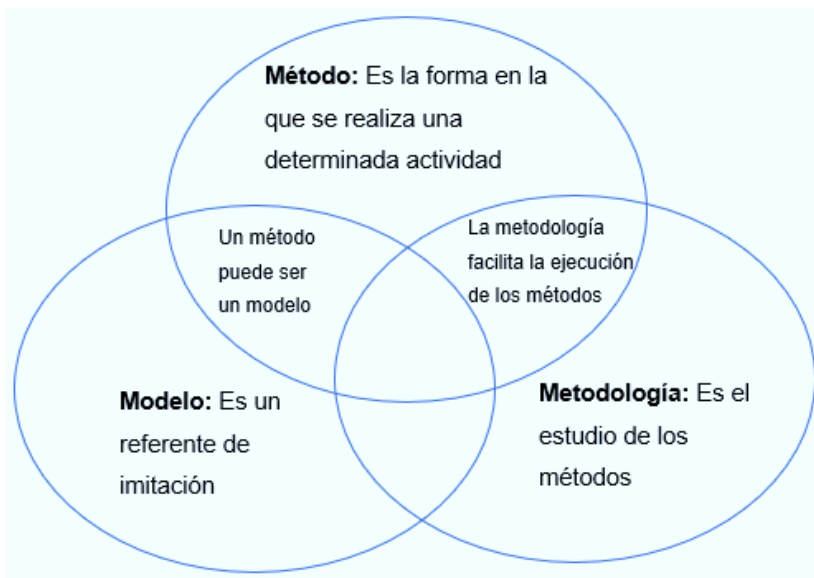 Método: Es la forma en la
que se realiza una
determinada actividad
Un método
puede ser
un modelo
La metodología
facilita la ejecución
de los métodos
Modelo: Es un
referente de
imitación
Metodología: Es el
estudio de los
métodos